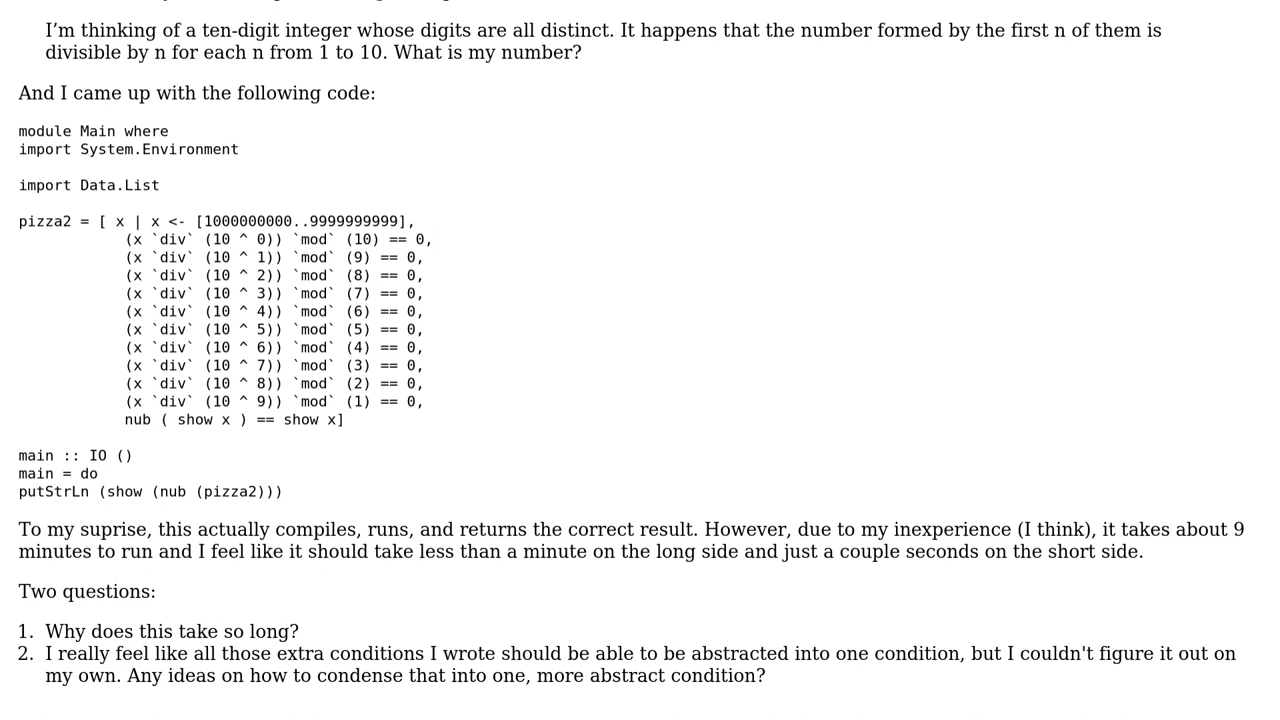 I’m thinking of a ten-digit integer whose digits are all distinct. It happens that the number formed by the first n of them is
divisible by n for each n from 1 to 10. What is my number?
And I came up with the following code:
module Main where
import System.Environment
import Data.List
pizza2 = [ x | x <- [1000000000..9999999999],
            (x `div` (10 ^ 0)) `mod` (10) == 0,
            (x `div` (10 ^ 1)) `mod` (9) == 0,
            (x `div` (10 ^ 2)) `mod` (8) == 0,
            (x `div` (10 ^ 3)) `mod` (7) == 0,
            (x `div` (10 ^ 4)) `mod` (6) == 0,
            (x `div` (10 ^ 5)) `mod` (5) == 0,
            (x `div` (10 ^ 6)) `mod` (4) == 0,
            (x `div` (10 ^ 7)) `mod` (3) == 0,
            (x `div` (10 ^ 8)) `mod` (2) == 0,
            (x `div` (10 ^ 9)) `mod` (1) == 0,
            nub ( show x ) == show x]
main :: IO ()
main = do
putStrLn (show (nub (pizza2)))
To my suprise, this actually compiles, runs, and returns the correct result. However, due to my inexperience (I think), it takes about 9
minutes to run and I feel like it should take less than a minute on the long side and just a couple seconds on the short side.
Two questions:
1. Why does this take so long?
2. I really feel like all those extra conditions I wrote should be able to be abstracted into one condition, but I couldn't figure it out on
my own. Any ideas on how to condense that into one, more abstract condition?